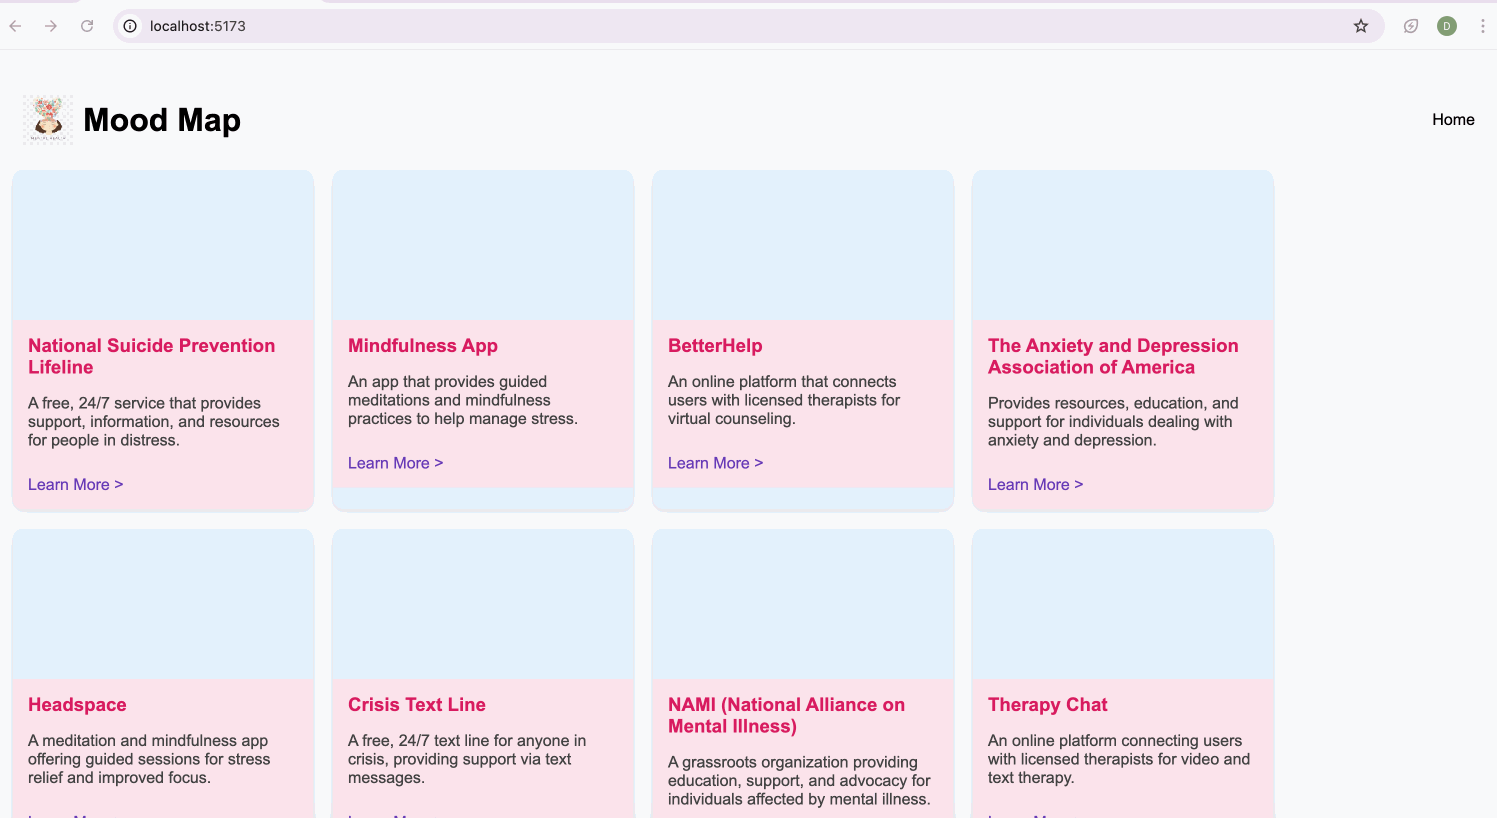 localhost:5173
D
Mood Map
Home
National Suicide Prevention
Lifeline
A free, 24/7 service that provides
support, information, and resources
for people in distress.
Learn More >
Mindfulness App
An app that provides guided
meditations and mindfulness
practices to help manage stress.
Learn More >
BetterHelp
An online platform that connects
users with licensed therapists for
virtual counseling.
Learn More >
The Anxiety and Depression
Association of America
Provides resources, education, and
support for individuals dealing with
anxiety and depression.
Learn More >
Headspace
A meditation and mindfulness app
offering guided sessions for stress
relief and improved focus.
Crisis Text Line
A free, 24/7 text line for anyone in
crisis, providing support via text
messages.
NAMI (National Alliance on
Mental Illness)
A grassroots organization providing
education, support, and advocacy for
individuals affected by mental illness.
Therapy Chat
An online platform connecting users
with licensed therapists for video and
text therapy.